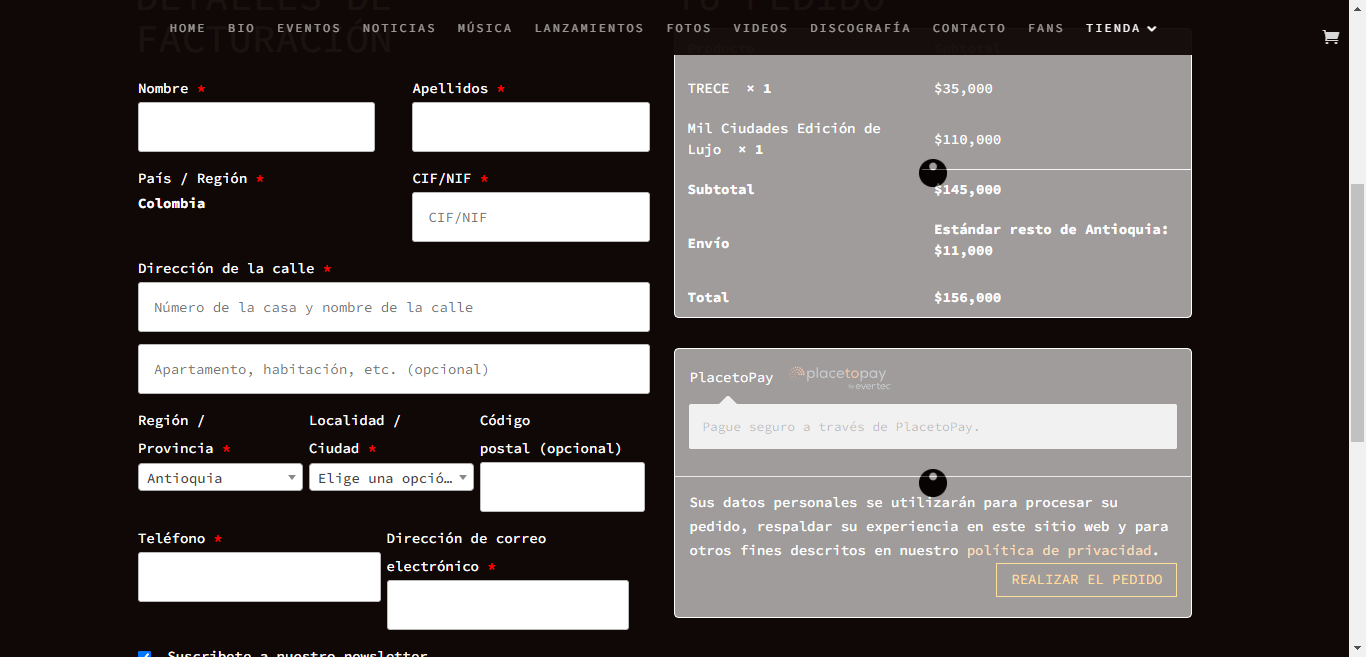 HOME BIO EVENTOS NOTICIAS MÚSICA LANZAMIENTOS FOTOS VIDEOS DISCOGRAFÍA CONTACTO FANS TIENDA
DETALLES DE
FACTURACIÓN
Nombre *
Apellidos *
País / Región *
Colombia
CIF/NIF *
CIF/NIF
Dirección de la calle *
Número de la casa y nombre de la calle
Apartamento, habitación, etc. (opcional)
Región /
Provincia *
Antioquia
Localidad /
Ciudad *
Elige una opció...
Código
postal (opcional)
Teléfono *
Dirección de correo
electrónico *
Suscribete a nuestro newsletter
TU PEDIDO
Producto Subtotal
TRECE × 1 $35,000
Mil Ciudades Edición de
Lujo × 1 $110,000
Subtotal $145,000
Envío Estándar resto de Antioquia:
$11,000
Total $156,000
PlacetoPay placetopay
by evertec
Pague seguro a través de PlacetoPay.
Sus datos personales se utilizarán para procesar su
pedido, respaldar su experiencia en este sitio web y para
otros fines descritos en nuestro política de privacidad.
REALIZAR EL PEDIDO